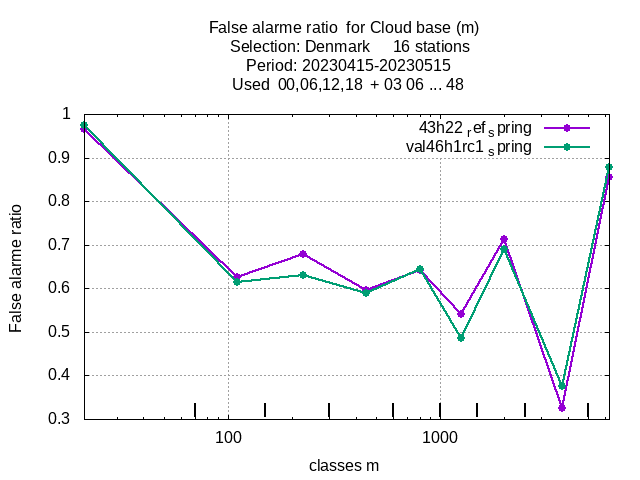 False alarme ratio  for Cloud base (m)
Selection: Denmark     16 stations
Period: 20230415-20230515
Used  00,06,12,18  + 03 06 ... 48
43h22 ref spring
val46h1rc1 spring
1
0.9
0.8
0.7
0.6
0.5
0.4
0.3
False alarme ratio
100
1000
classes m